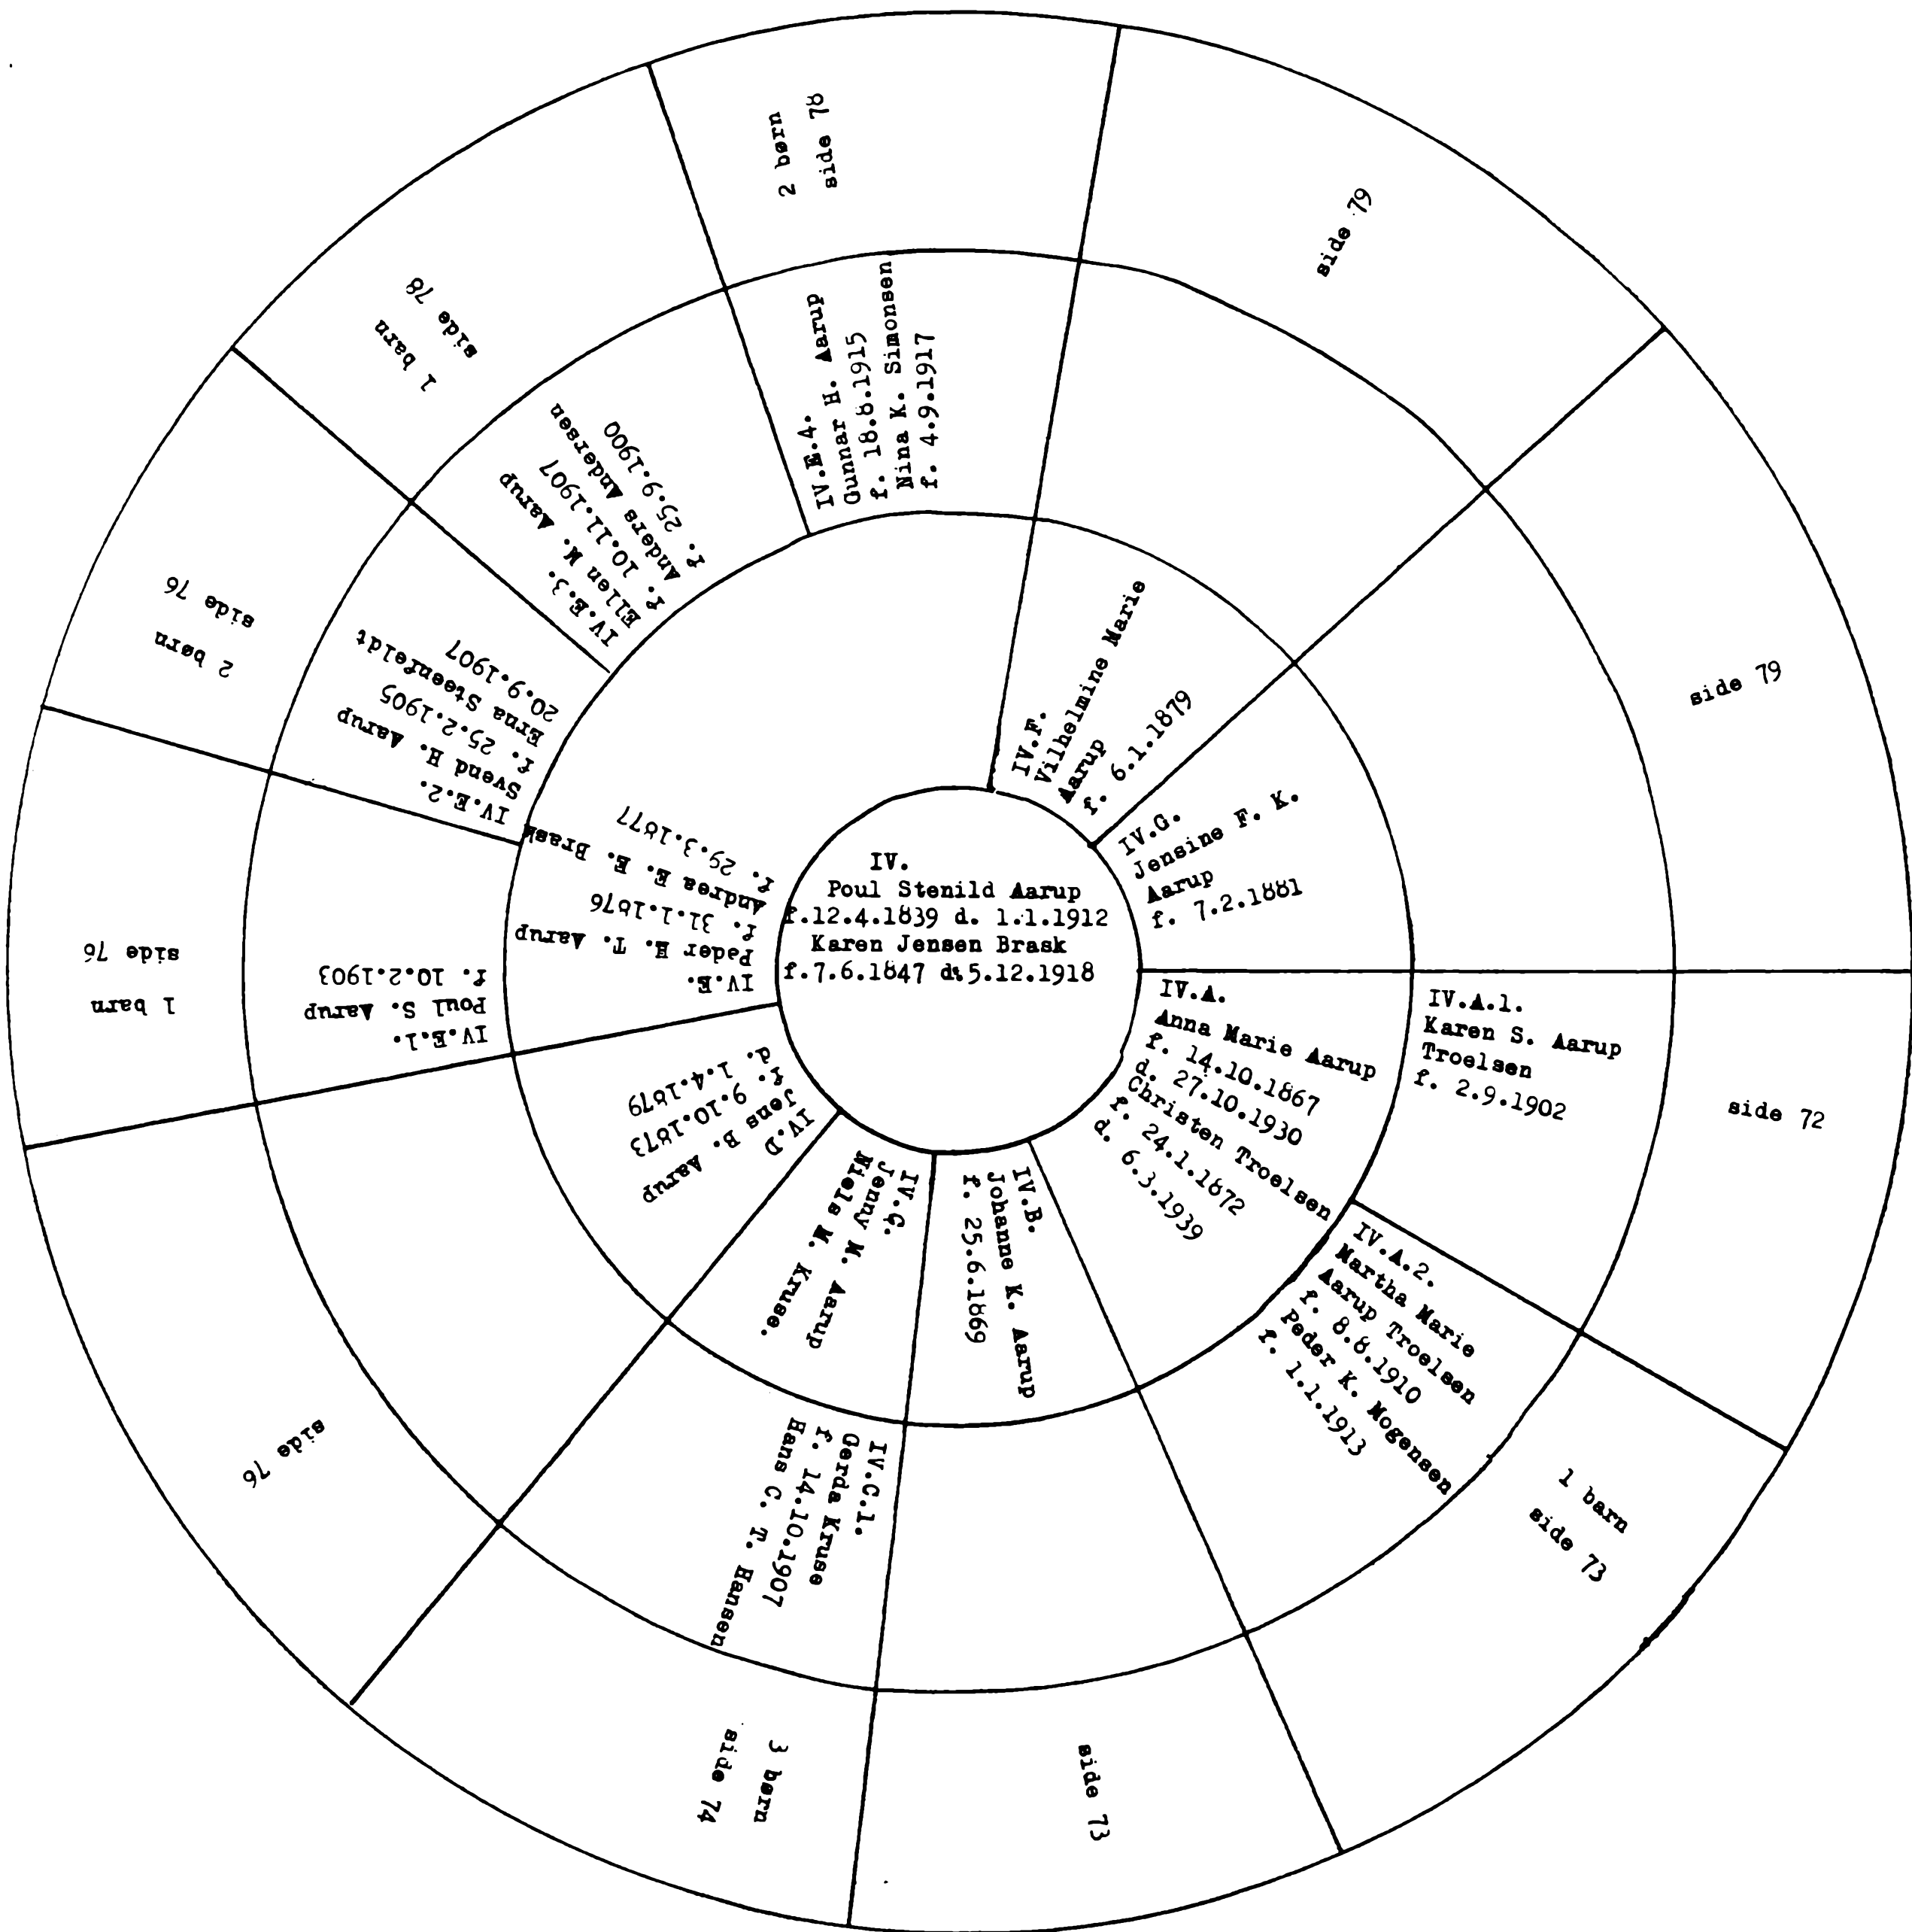 IV.
Poul Stenild Aarup
f.12.4.1839 d. 1.1.1912
Karen Jensen Brask
f.7.6.1847 d. 5.12.1918
IV.A.
Anna Marie Aarup
f. 14.10.1867
d. 27.10.1930
Christen Troelsen
f. 24.1.1872
d. 6.3.1939
IV.A.1.
Karen S. Aarup
Troelsen
f. 2.9.1902
side 72
IV.A.2.
Martha Marie
Aarup Troelsen
f. 8.8.1910
Peder K. Mogensen
f. 1.1.1913
1 barn
side 73
IV.B.
Johanne K. Aarup
f. 25.6.1869
side 73
IV.C.
Jenny M. Aarup
Niels M. Kruse.
IV.C.1.
Gerda Kruse
f. 14.10.1907
Hans C. T. Hansen
3 børn
side 74
IV.D
Jens B. Aarup
f. 9.10.1873
d. 1.4.1879
side 76
IV.E.
Peder H. T. Aarup
f. 31.1.1876
Andrea E. E. Brask
f. 29.3.1877
IV.E.1.
Poul S. Aarup
f. 10.2.1903
1 barn
side 76
IV.E.2.
Svend H. Aarup
f. 25.2.1905
Erna Steenfeldt
20.9.1907
2 børn
side 76
IV.E.3.
Ellen M. Aarup
f. 10.11.1907
Anders Andersen
f. 25.9.1900
1 barn
side 78
IV.E.4.
Gunnar H. Aarup
f. 18.8.1915
Nina K. Simonsen
f. 4.9.1917
2 børn
side 78
IV.F.
Vilhelmine Marie
Aarup
f. 6.1.1879
side 79
IV.G.
Jensine F. K.
Aarup
f. 7.2.1881
side 79